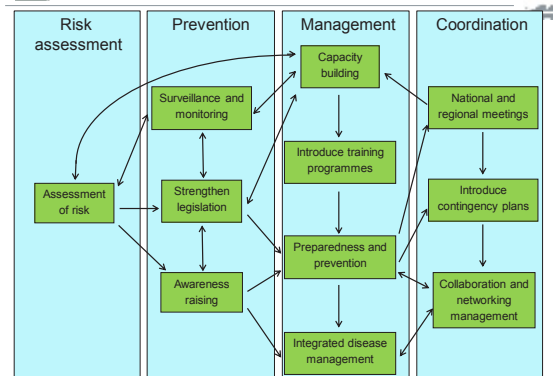 Risk
assessment
Prevention
Management
Coordination
Capacity
building
Surveillance and
monitoring
National and
regional meetings
Introduce training
programmes
Assessment
of risk
Strengthen
legislation
Introduce
contingency plans
Preparedness and
prevention
Awareness
raising
Collaboration and
networking
management
Integrated disease
management